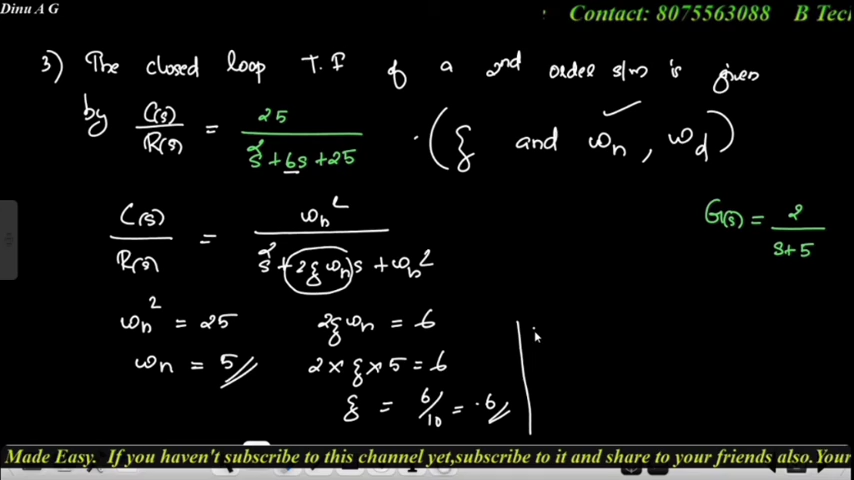 Dinu A G
Contact: 8075563088 B Tec
3) The closed loop T.F of a 2nd order s/m is given
by C(s)/R(s) = 25/(s²+6s+25) . (ξ and ωn, ωd)
C(s)/R(s) = ωn²/(s²+2ξωns+ωn²)
G(s) = 2/(s+5)
ωn² = 25 2ξωn = 6
ωn = 5// 2×ξ×5 = 6
ξ = 6/10 = .6//
Made Easy. If you haven't subscribe to this channel yet,subscribe to it and share to your friends also.Your